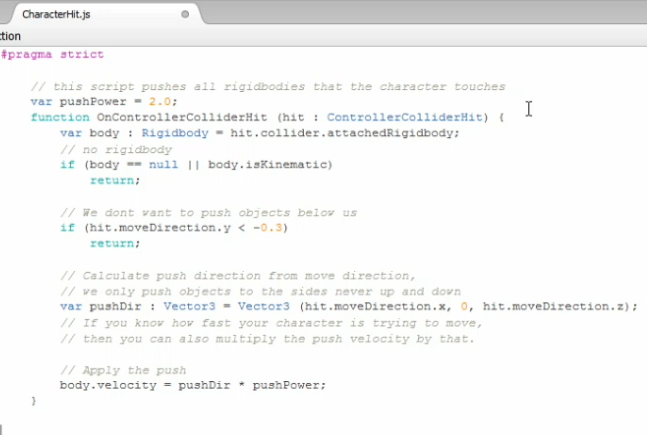 CharacterHit.js
ction
#pragma strict
// this script pushes all rigidbodies that the character touches
var pushPower = 2.0;
function OnControllerColliderHit (hit : ControllerColliderHit) {
var body : Rigidbody = hit.collider.attachedRigidbody;
// no rigidbody
if (body == null || body.isKinematic)
return;
// We dont want to push objects below us
if (hit.moveDirection.y < -0.3)
return;
// Calculate push direction from move direction,
// we only push objects to the sides never up and down
var pushDir : Vector3 = Vector3 (hit.moveDirection.x, 0, hit.moveDirection.z);
// If you know how fast your character is trying to move,
// then you can also multiply the push velocity by that.
// Apply the push
body.velocity = pushDir * pushPower;
}